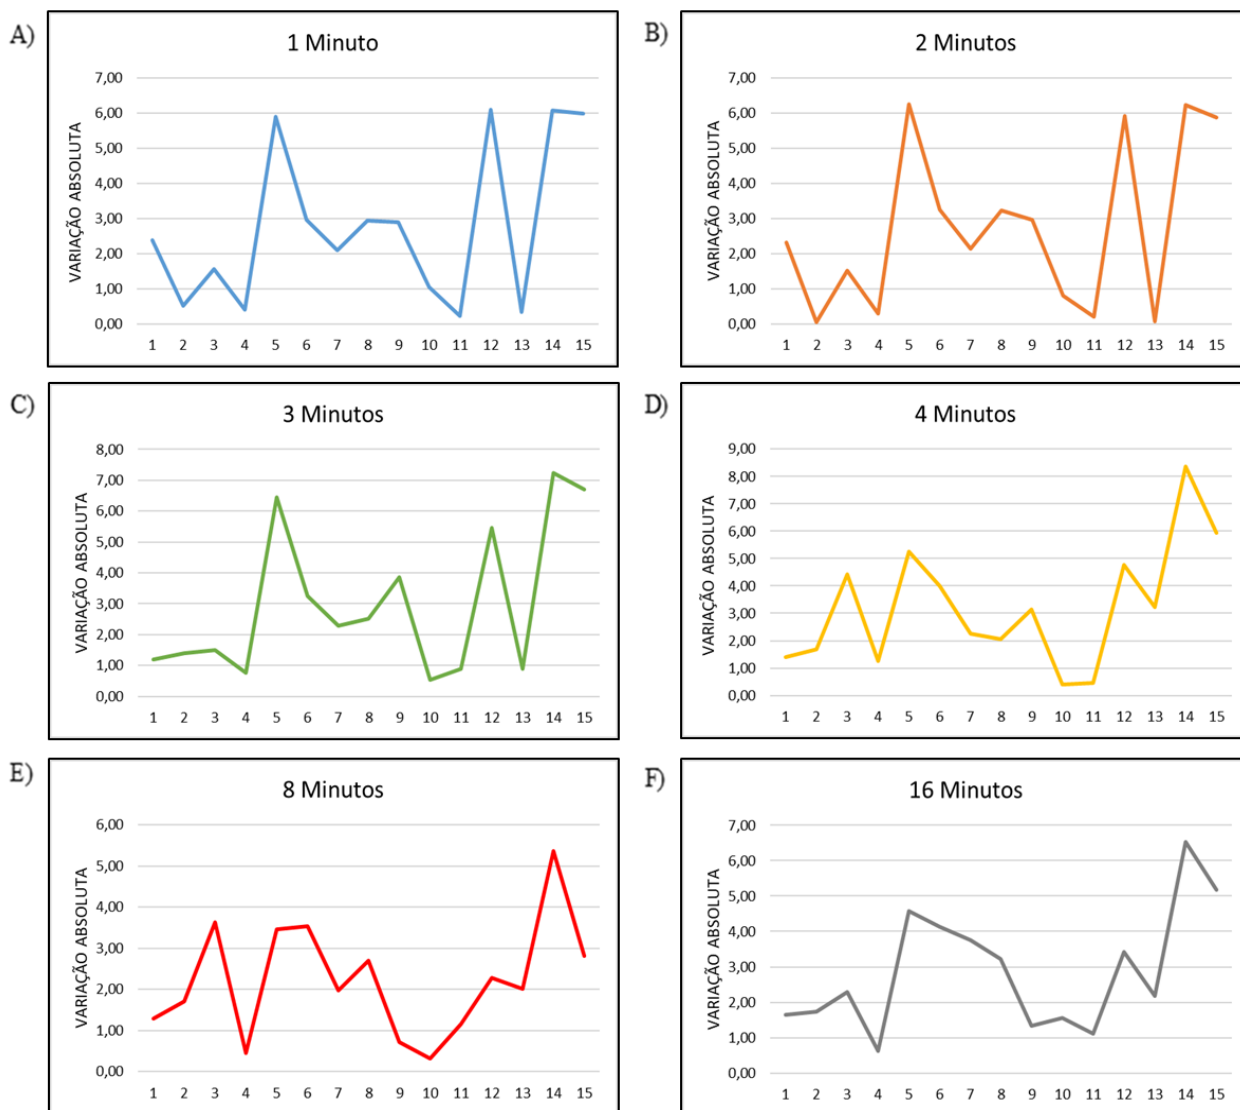 A)
1 Minuto
VARIAÇÃO ABSOLUTA
7,00
6,00
5,00
4,00
3,00
2,00
1,00
0,00
1 2 3 4 5 6 7 8 9 10 11 12 13 14 15
B)
2 Minutos
VARIAÇÃO ABSOLUTA
7,00
6,00
5,00
4,00
3,00
2,00
1,00
0,00
1 2 3 4 5 6 7 8 9 10 11 12 13 14 15
C)
3 Minutos
VARIAÇÃO ABSOLUTA
8,00
7,00
6,00
5,00
4,00
3,00
2,00
1,00
0,00
1 2 3 4 5 6 7 8 9 10 11 12 13 14 15
D)
4 Minutos
VARIAÇÃO ABSOLUTA
9,00
8,00
7,00
6,00
5,00
4,00
3,00
2,00
1,00
0,00
1 2 3 4 5 6 7 8 9 10 11 12 13 14 15
E)
8 Minutos
VARIAÇÃO ABSOLUTA
6,00
5,00
4,00
3,00
2,00
1,00
0,00
1 2 3 4 5 6 7 8 9 10 11 12 13 14 15
F)
16 Minutos
VARIAÇÃO ABSOLUTA
7,00
6,00
5,00
4,00
3,00
2,00
1,00
0,00
1 2 3 4 5 6 7 8 9 10 11 12 13 14 15